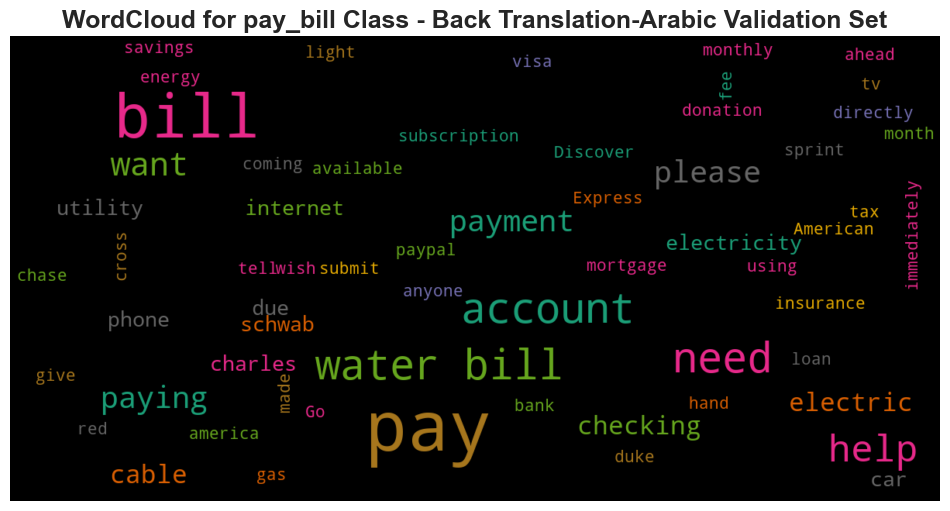 WordCloud for pay_bill Class - Back Translation-Arabic Validation Set
savings
light
visa
monthly
ahead
energy
fee
tv
bill
donation
directly
subscription
month
want
coming
available
Discover
please
sprint
utility
internet
Express
immediately
payment
tax
American
cross
paypal
electricity
chase
tell
wish
submit
mortgage
using
anyone
account
insurance
phone
due
schwab
charles
water bill
need
loan
give
made
paying
Go
bank
hand
electric
red
america
pay
checking
help
cable
gas
duke
car